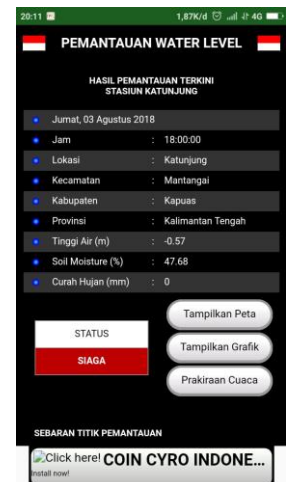 20:11 1,87K/d 4G
PEMANTAUAN WATER LEVEL
HASIL PEMANTAUAN TERKINI
STASIUN KATUNJUNG
Jumat, 03 Agustus 2018
Jam : 18:00:00
Lokasi : Katunjung
Kecamatan : Mantangai
Kabupaten : Kapuas
Provinsi : Kalimantan Tengah
Tinggi Air (m) : -0.57
Soil Moisture (%) : 47.68
Curah Hujan (mm) : 0
STATUS
SIAGA
Tampilkan Peta
Tampilkan Grafik
Prakiraan Cuaca
SEBARAN TITIK PEMANTAUAN
Click here! COIN CYRO INDONE...
Install now!